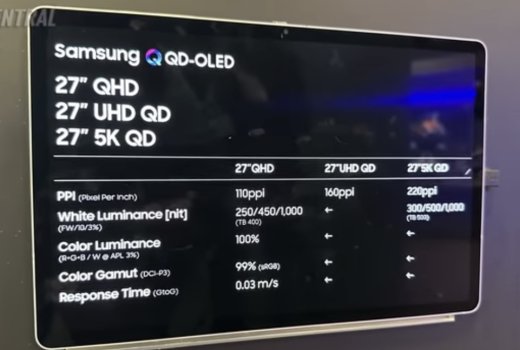 ENTRAL
Samsung QD-OLED
27" QHD
27" UHD QD
27" 5K QD
27"QHD 27"UHD QD 27"5K QD
PPI (Pixel Per Inch) 110ppi 160ppi 220ppi
White Luminance [nit] 250/450/1,000 ← 300/500/1,000
(FW/10/3%) (TB 400) (TB 500)
Color Luminance 100% ← ←
(R+G+B / W @ APL 3%)
Color Gamut (DCI-P3) 99% (sRGB) ← ←
Response Time (GtoG) 0.03 m/s ← ←